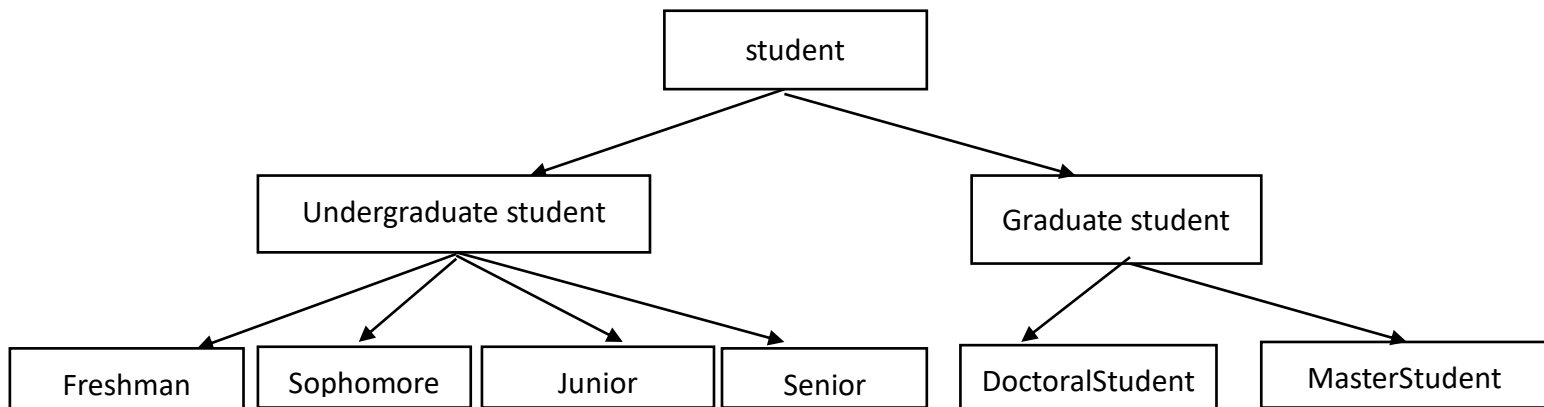 student
Undergraduate student
Graduate student
Freshman
Sophomore
Junior
Senior
DoctoralStudent
MasterStudent